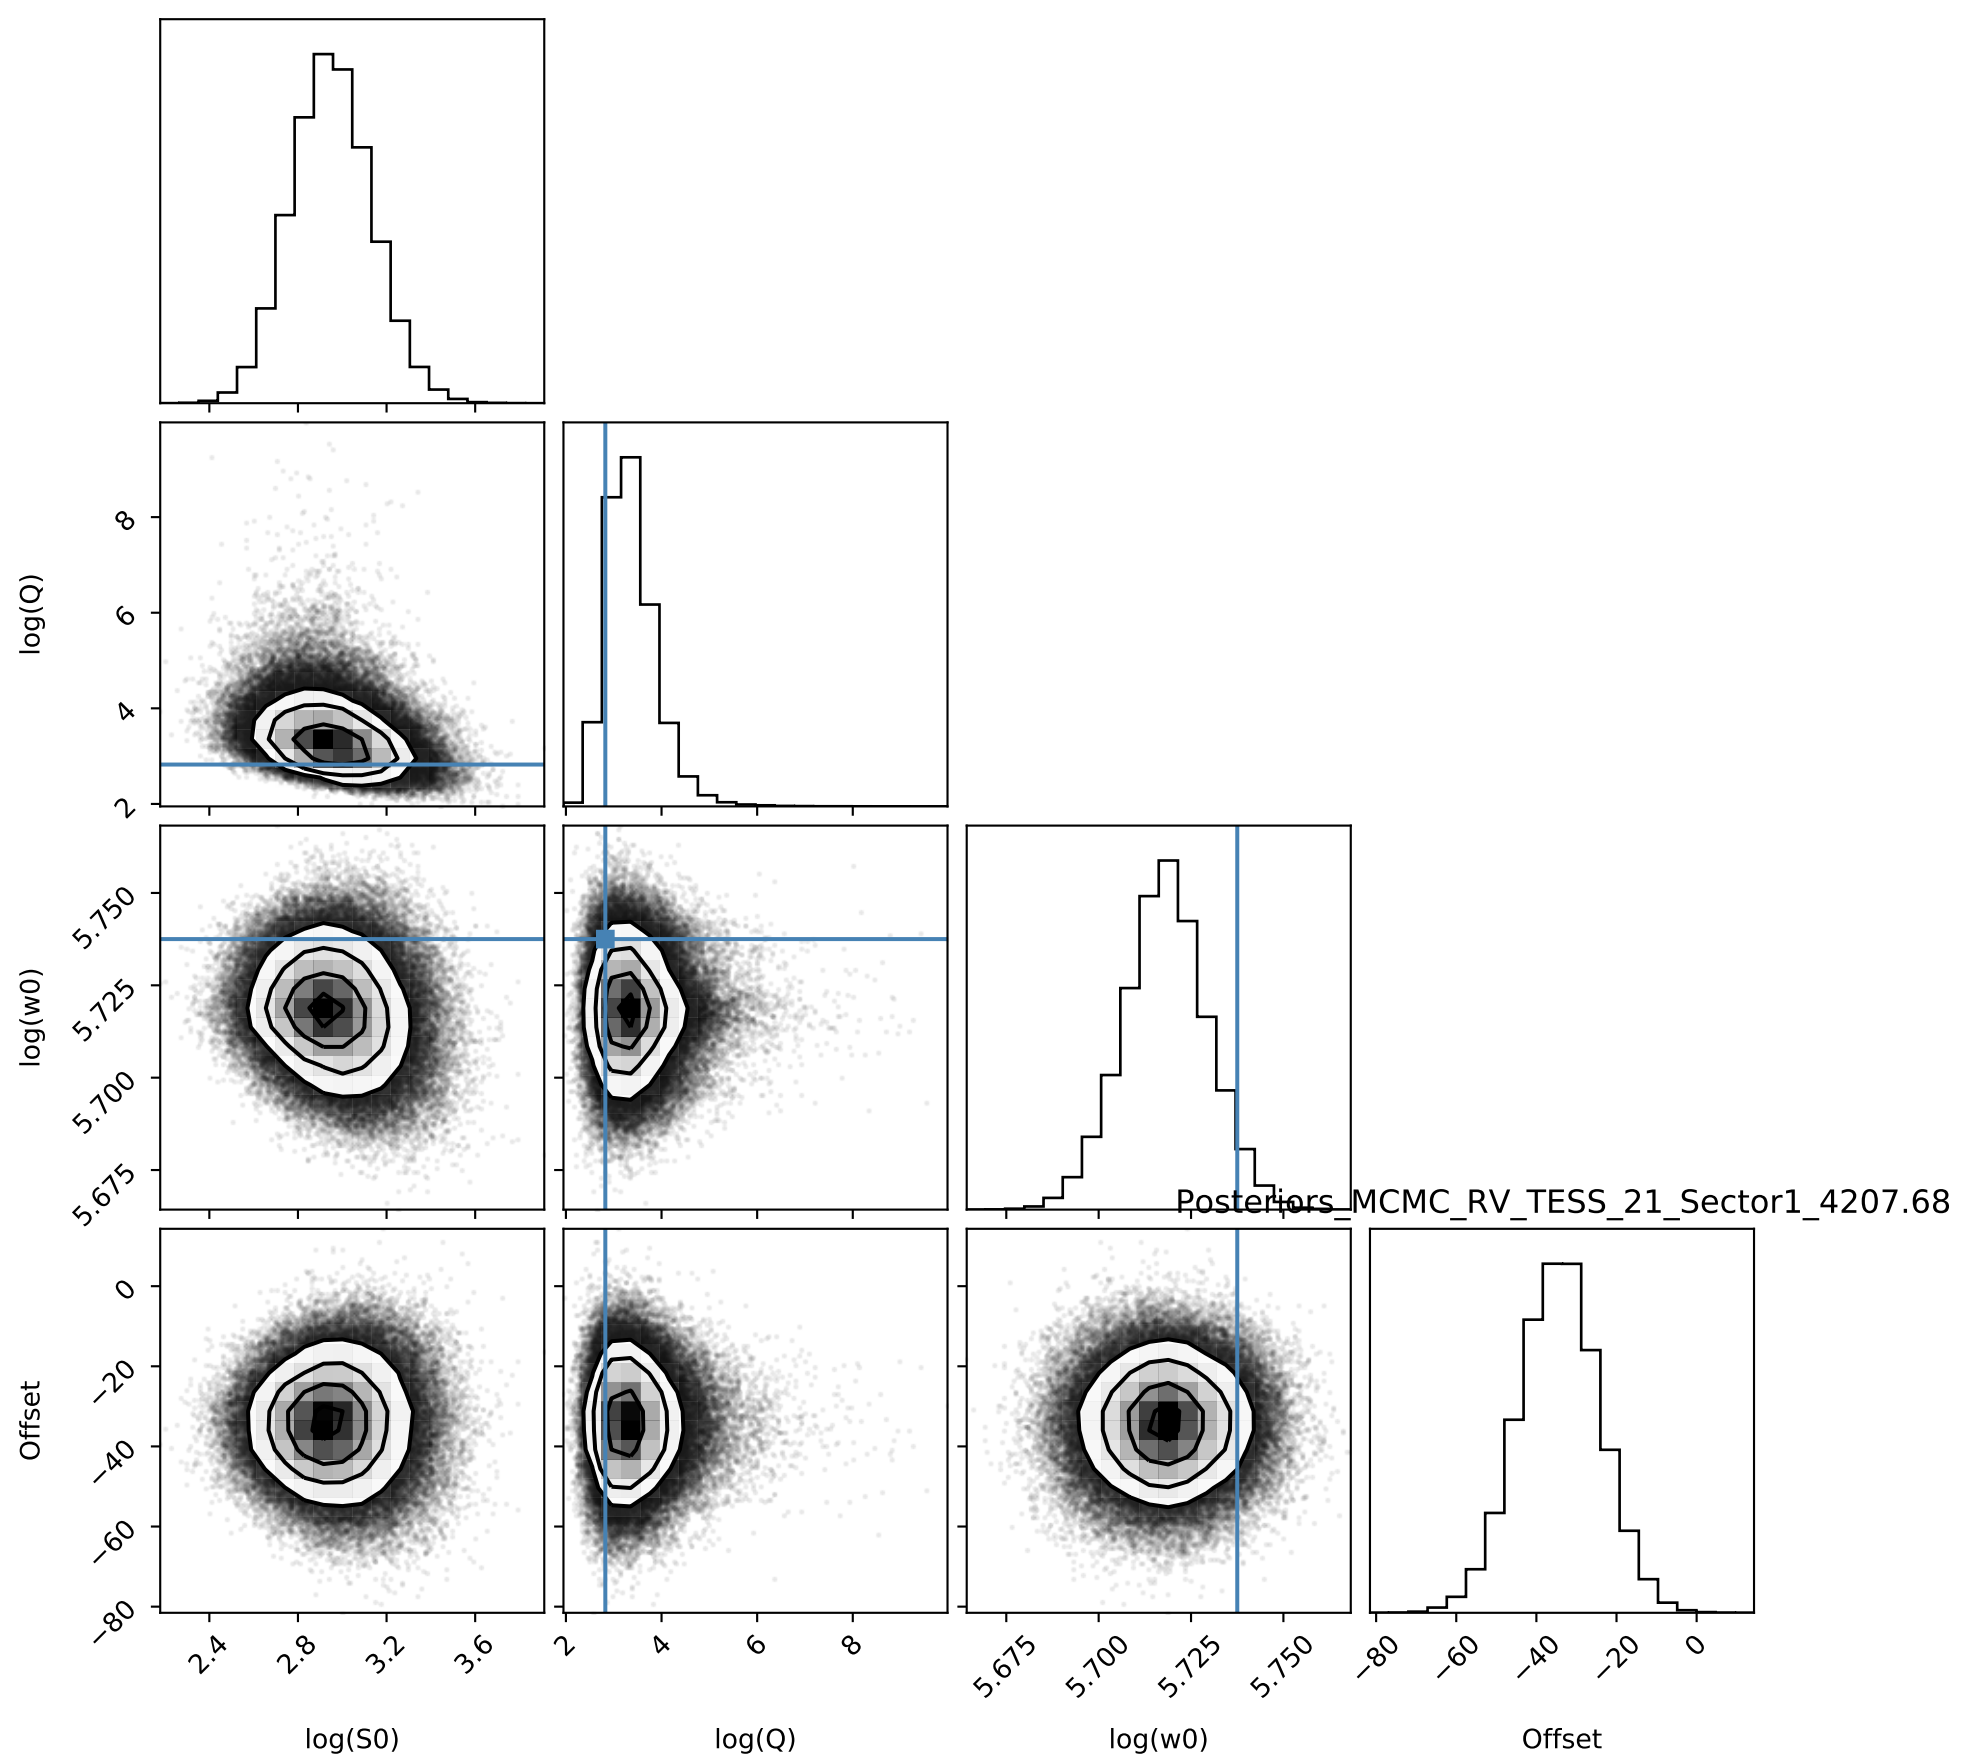 log(Q)
8
6
4
2
log(w0)
5.750
5.725
5.700
5.675
Posteriors_MCMC_RV_TESS_21_Sector1_4207.68
Offset
0
−20
−40
−60
−80
2.4 2.8 3.2 3.6
2 4 6 8
5.675 5.700 5.725 5.750
−80 −60 −40 −20 0
log(S0) log(Q) log(w0) Offset